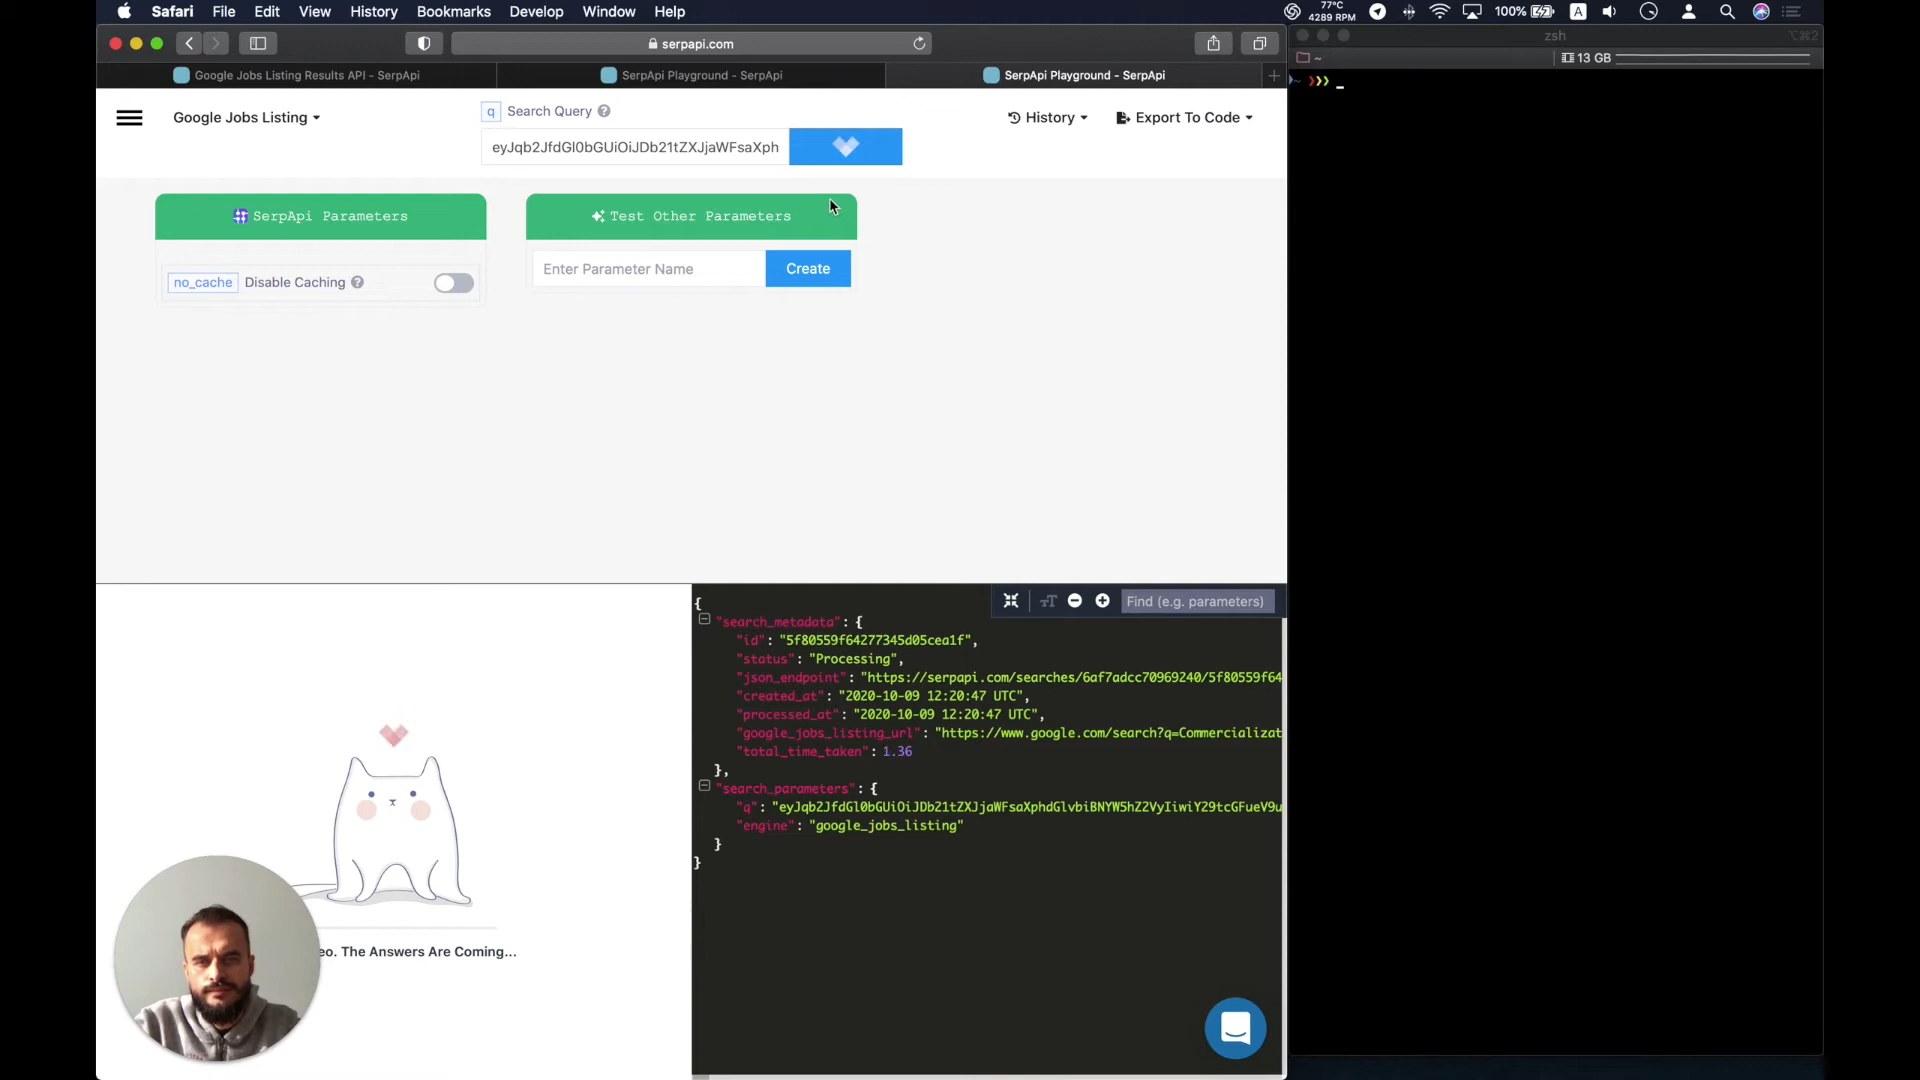 Safari File Edit View History Bookmarks Develop Window Help
77°C
4289 RPM
100%
A
serpapi.com
zsh
⌥⌘2
~
13 GB
Google Jobs Listing Results API - SerpApi
SerpApi Playground - SerpApi
SerpApi Playground - SerpApi
~ ❯❯❯ _
Google Jobs Listing
q Search Query ?
eyJqb2JfdGl0bGUiOiJDb21tZXJjaWFsaXph
History
Export To Code
SerpApi Parameters
Test Other Parameters
no_cache Disable Caching ?
Enter Parameter Name
Create
Find (e.g. parameters)
{
"search_metadata": {
"id": "5f80559f64277345d05cea1f",
"status": "Processing",
"json_endpoint": "https://serpapi.com/searches/6af7adcc70969240/5f80559f64
"created_at": "2020-10-09 12:20:47 UTC",
"processed_at": "2020-10-09 12:20:47 UTC",
"google_jobs_listing_url": "https://www.google.com/search?q=Commercializat
"total_time_taken": 1.36
},
"search_parameters": {
"q": "eyJqb2JfdGl0bGUiOiJDb21tZXJjaWFsaXphdGlvbiBNYW5hZ2VyIiwiY29tcGFueV9u
"engine": "google_jobs_listing"
}
}
eo. The Answers Are Coming...